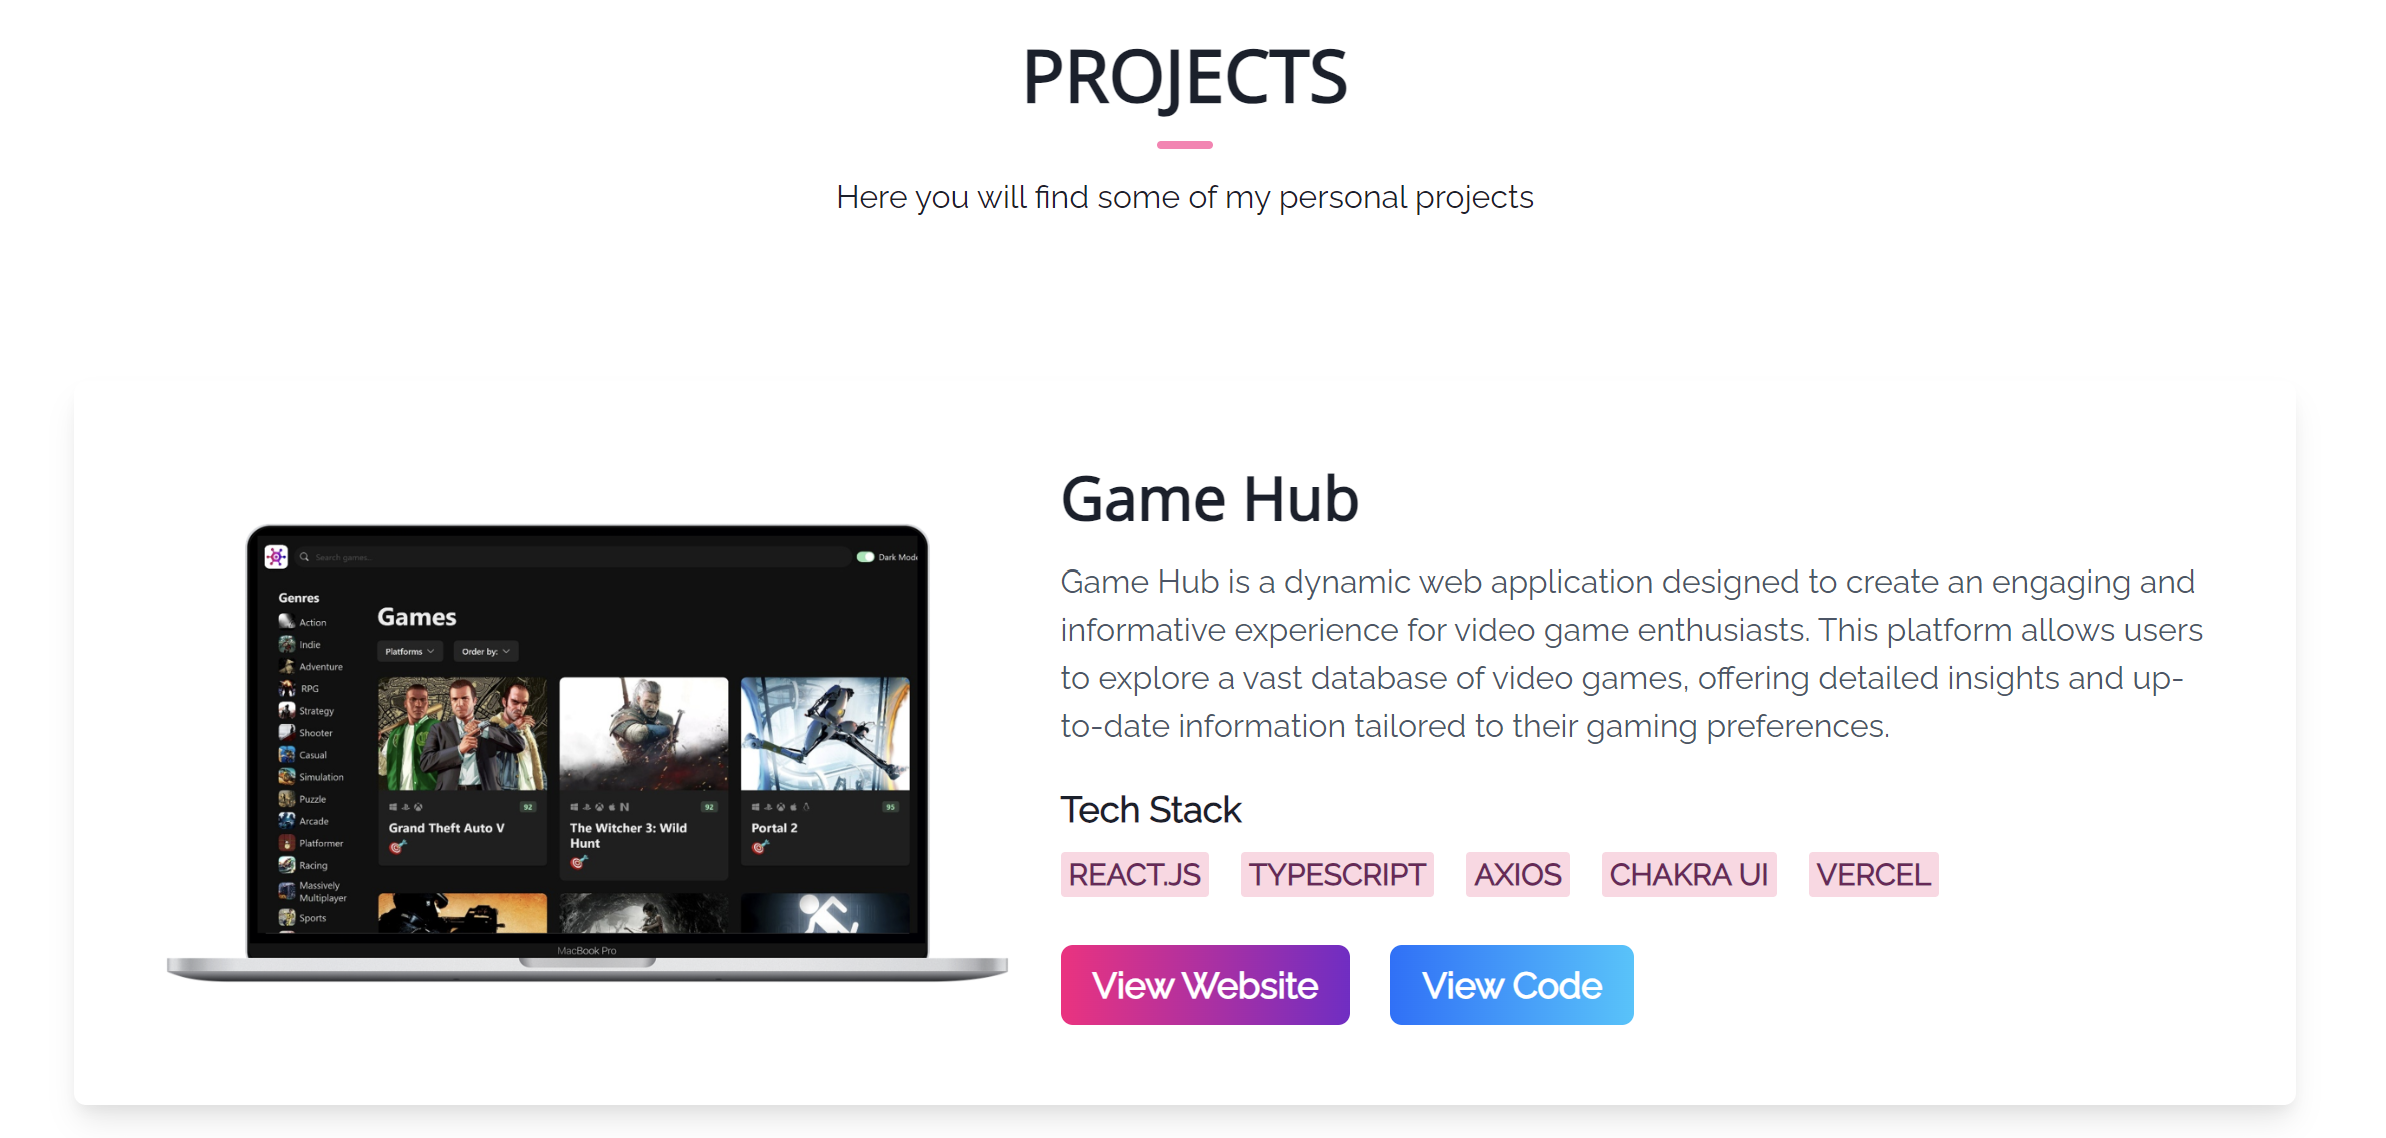 PROJECTS
Here you will find some of my personal projects
Search games...
Dark Mode
Genres
Action
Indie
Adventure
RPG
Strategy
Shooter
Casual
Simulation
Puzzle
Arcade
Platformer
Racing
Massively
Multiplayer
Sports
Games
Platforms
Order by:
92
Grand Theft Auto V
92
The Witcher 3: Wild
Hunt
95
Portal 2
MacBook Pro
Game Hub
Game Hub is a dynamic web application designed to create an engaging and
informative experience for video game enthusiasts. This platform allows users
to explore a vast database of video games, offering detailed insights and up-
to-date information tailored to their gaming preferences.
Tech Stack
REACT.JS TYPESCRIPT AXIOS CHAKRA UI VERCEL
View Website View Code